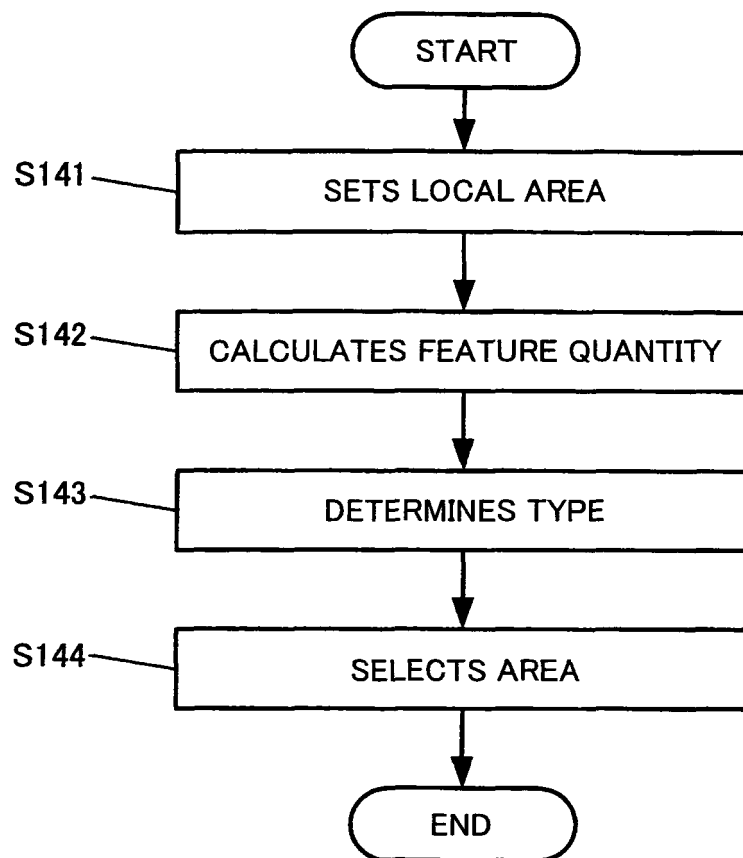 START
S141
SETS LOCAL AREA
S142
CALCULATES FEATURE QUANTITY
S143
DETERMINES TYPE
S144
SELECTS AREA
END